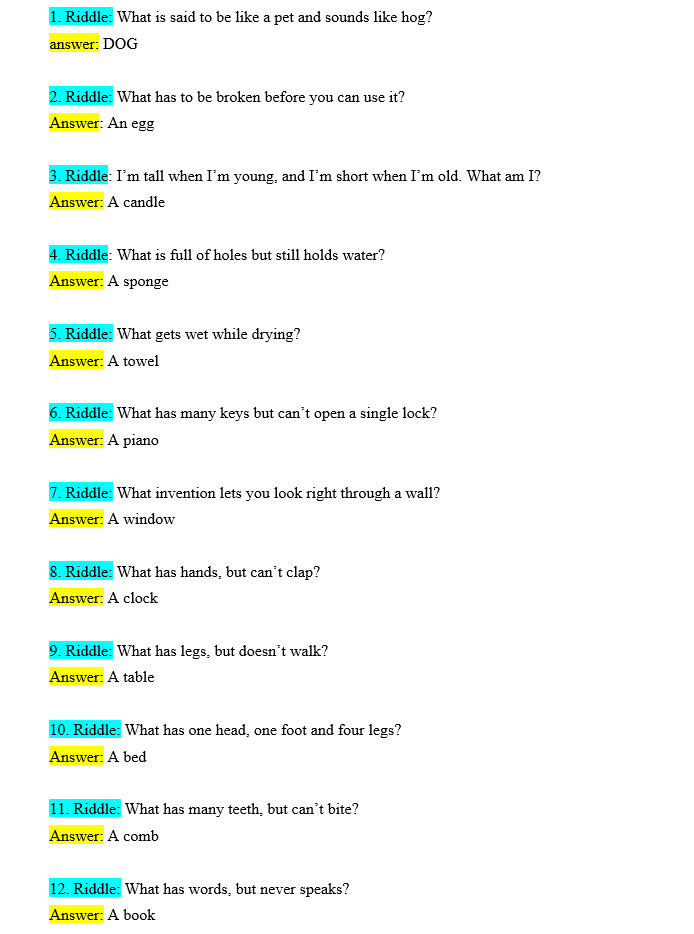 1. Riddle: What is said to be like a pet and sounds like hog?
answer: DOG
2. Riddle: What has to be broken before you can use it?
Answer: An egg
3. Riddle: I’m tall when I’m young, and I’m short when I’m old. What am I?
Answer: A candle
4. Riddle: What is full of holes but still holds water?
Answer: A sponge
5. Riddle: What gets wet while drying?
Answer: A towel
6. Riddle: What has many keys but can’t open a single lock?
Answer: A piano
7. Riddle: What invention lets you look right through a wall?
Answer: A window
8. Riddle: What has hands, but can’t clap?
Answer: A clock
9. Riddle: What has legs, but doesn’t walk?
Answer: A table
10. Riddle: What has one head, one foot and four legs?
Answer: A bed
11. Riddle: What has many teeth, but can’t bite?
Answer: A comb
12. Riddle: What has words, but never speaks?
Answer: A book